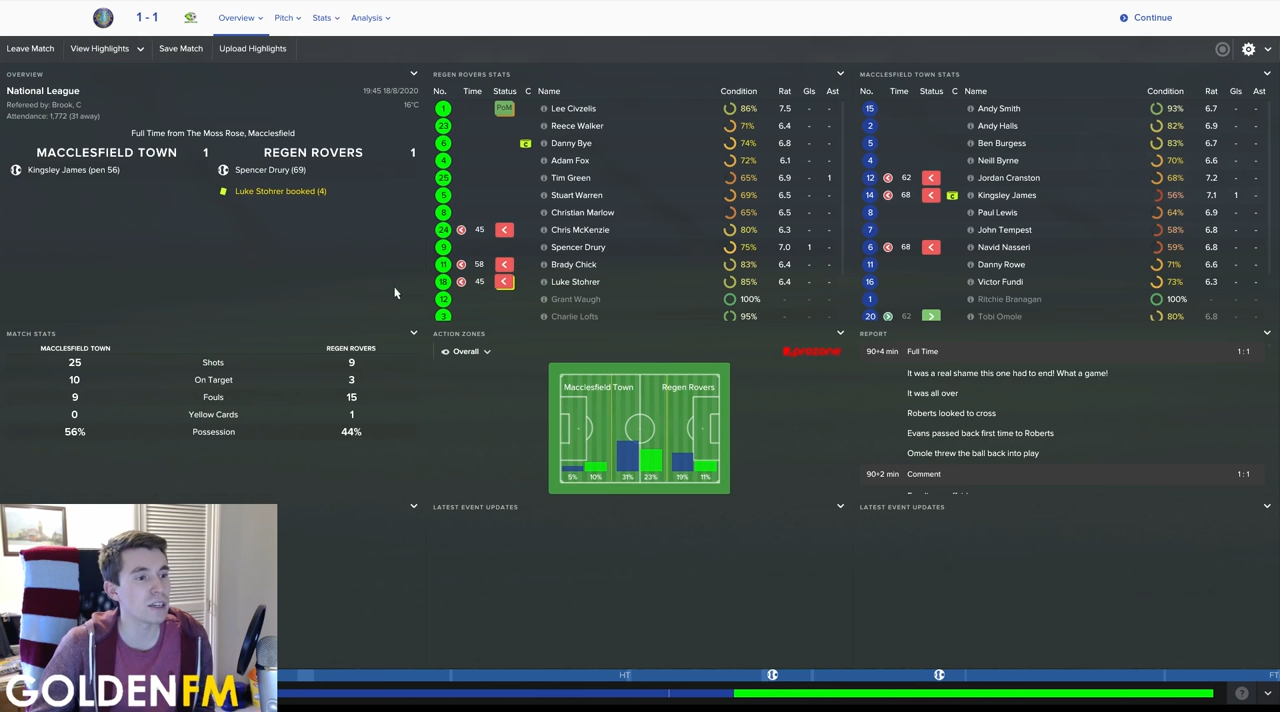 1 - 1
Overview
Pitch
Stats
Analysis
Continue
Leave Match
View Highlights
Save Match
Upload Highlights
OVERVIEW
National League
19:45 18/8/2020
Refereed by: Brook, C
16°C
Attendance: 1,772 (31 away)
Full Time from The Moss Rose, Macclesfield
MACCLESFIELD TOWN 1 REGEN ROVERS 1
Kingsley James (pen 56) Spencer Drury (69)
Luke Stohrer booked (4)
REGEN ROVERS STATS
No. Time Status C Name Condition Rat Gls Ast
1 PoM Lee Civzelis 86% 7.5 - -
23 Reece Walker 71% 6.4 - -
6 C Danny Bye 74% 6.8 - -
4 Adam Fox 72% 6.1 - -
25 Tim Green 65% 6.9 - 1
5 Stuart Warren 69% 6.5 - -
8 Christian Marlow 65% 6.5 - -
24 45 Chris McKenzie 80% 6.3 - -
9 Spencer Drury 75% 7.0 1 -
11 58 Brady Chick 83% 6.4 - -
18 45 Luke Stohrer 85% 6.4 - -
12 Grant Waugh 100% - - -
3 Charlie Lofts 95% - - -
MACCLESFIELD TOWN STATS
No. Time Status C Name Condition Rat Gls Ast
15 Andy Smith 93% 6.7 - -
2 Andy Halls 82% 6.9 - -
5 Ben Burgess 83% 6.7 - -
4 Neill Byrne 70% 6.6 - -
12 62 Jordan Cranston 68% 7.2 - -
14 68 C Kingsley James 56% 7.1 1 -
8 Paul Lewis 64% 6.9 - -
7 John Tempest 58% 6.8 - -
6 68 Navid Nasseri 59% 6.8 - -
11 Danny Rowe 71% 6.6 - -
16 Victor Fundi 73% 6.3 - -
1 Ritchie Branagan 100% - - -
20 62 Tobi Omole 80% 6.8 - -
MATCH STATS
MACCLESFIELD TOWN REGEN ROVERS
25 Shots 9
10 On Target 3
9 Fouls 15
0 Yellow Cards 1
56% Possession 44%
ACTION ZONES
Overall
prozone
Macclesfield Town Regen Rovers
5% 10% 31% 23% 19% 11%
REPORT
90+4 min Full Time 1 : 1
It was a real shame this one had to end! What a game!
It was all over
Roberts looked to cross
Evans passed back first time to Roberts
Omole threw the ball back into play
90+2 min Comment 1 : 1
LATEST EVENT UPDATES
LATEST EVENT UPDATES
HT
FT
GOLDENFM
?